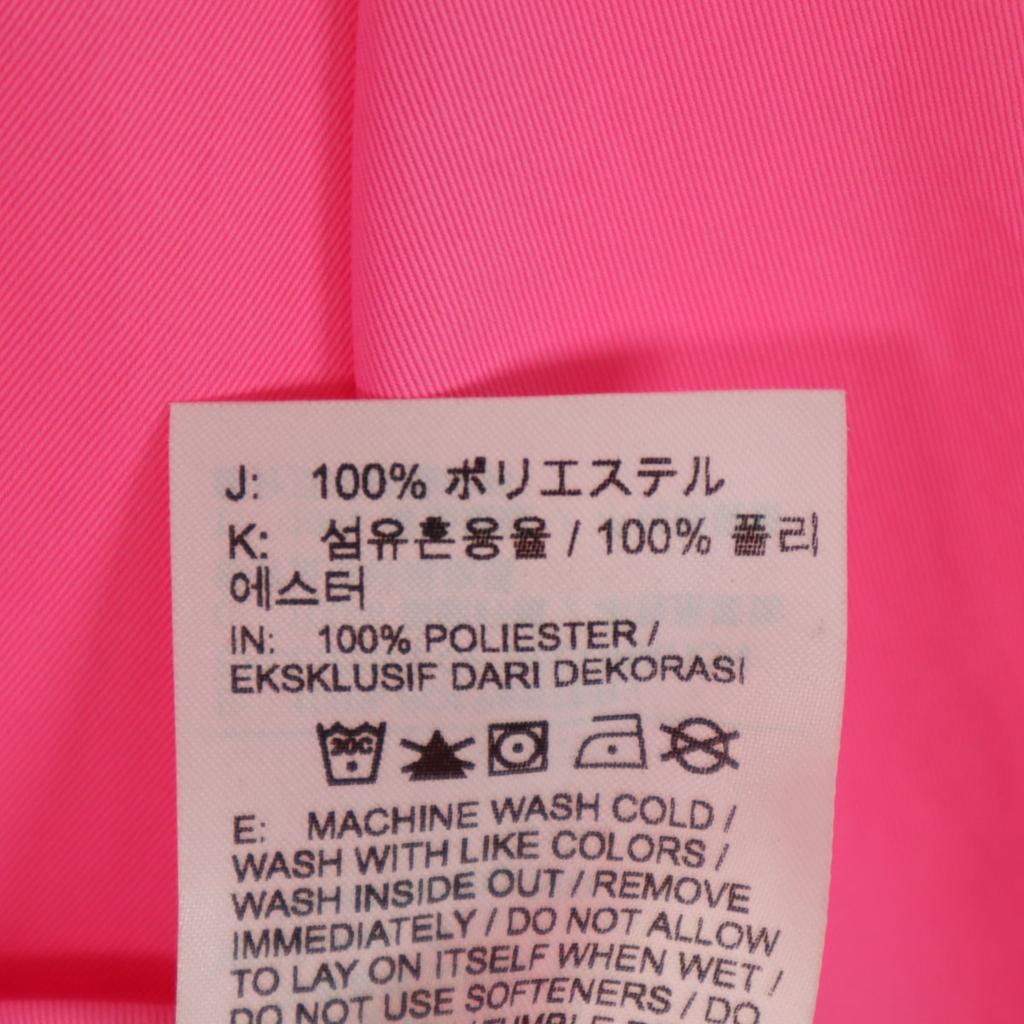 J: 100% ポリエステル
K: 섬유혼용율 / 100% 폴리
에스터
IN: 100% POLIESTER /
EKSKLUSIF DARI DEKORASI
30C
E: MACHINE WASH COLD /
WASH WITH LIKE COLORS /
WASH INSIDE OUT / REMOVE
IMMEDIATELY / DO NOT ALLOW
TO LAY ON ITSELF WHEN WET /
DO NOT USE SOFTENERS / DO
TUMBLE